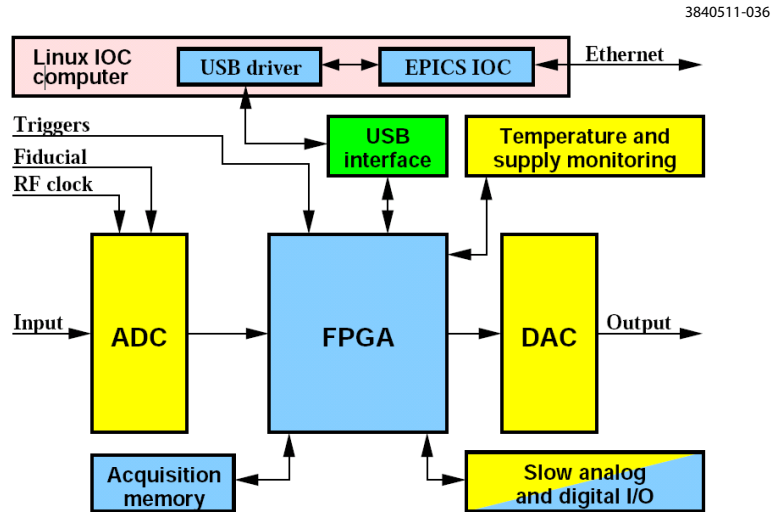 3840511-036
Linux IOC
computer
USB driver
EPICS IOC
Ethernet
Triggers
Fiducial
RF clock
USB
interface
Temperature and
supply monitoring
Input
ADC
FPGA
DAC
Output
Acquisition
memory
Slow analog
and digital I/O